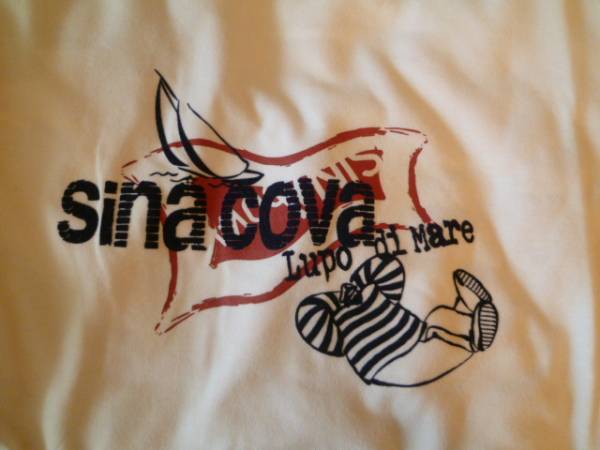 sina cova
Lupo di Mare